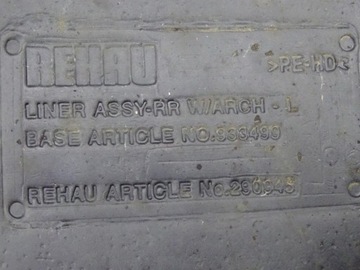 REHAU >PE-HD<
LINER ASSY-RR W/ARCH - L
BASE ARTICLE NO.
REHAU ARTICLE No.